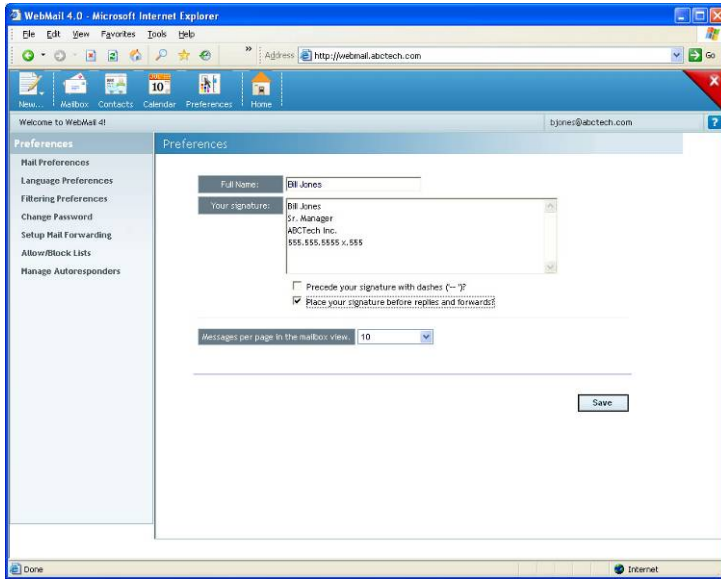 WebMail 4.0 - Microsoft Internet Explorer
File Edit View Favorites Tools Help
» Address http://webmail.abctech.com Go
10
New... Mailbox Contacts Calendar Preferences Home
Welcome to WebMail 4! bjones@abctech.com ?
Preferences
Preferences
Mail Preferences
Language Preferences
Filtering Preferences
Change Password
Setup Mail Forwarding
Allow/Block Lists
Manage Autoresponders
Full Name: Bill Jones
Your signature: Bill Jones
Sr. Manager
ABCTech Inc.
555.555.5555 x.555
Precede your signature with dashes ('-- ')?
Place your signature before replies and forwards?
Messages per page in the mailbox view. 10
Save
Done Internet